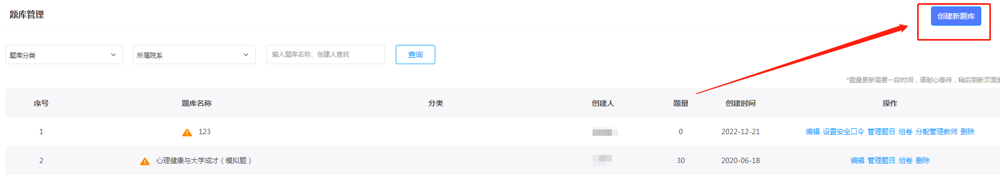 题库管理
创建新题库
题库分类 所属院系 输入题库名称、创建人查找 查询
*题量更新需要一段时间，请耐心等待，稍后刷新页面查
序号 题库名称 分类 创建人 题量 创建时间 操作
1 123 0 2022-12-21 编辑 设置安全口令 管理题目 组卷 分配管理教师 删除
2 心理健康与大学成才（模拟题） 30 2020-06-18 编辑 管理题目 组卷 删除